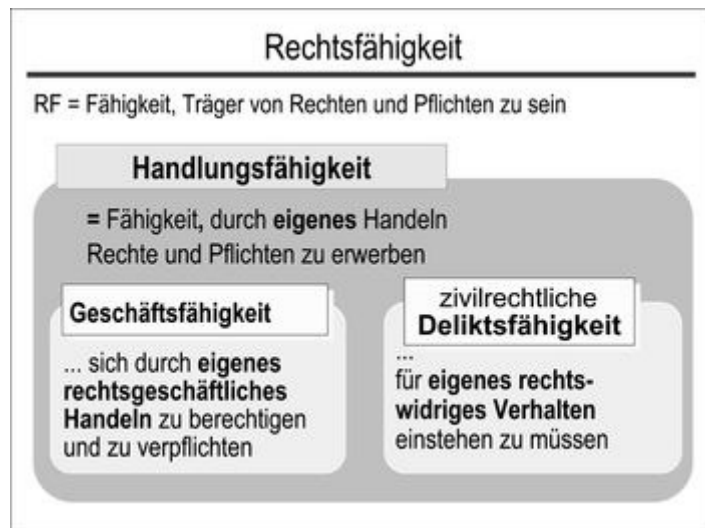 Rechtsfähigkeit
RF = Fähigkeit, Träger von Rechten und Pflichten zu sein
Handlungsfähigkeit
= Fähigkeit, durch eigenes Handeln
Rechte und Pflichten zu erwerben
Geschäftsfähigkeit
... sich durch eigenes
rechtsgeschäftliches
Handeln zu berechtigen
und zu verpflichten
zivilrechtliche
Deliktsfähigkeit
...
für eigenes rechts-
widriges Verhalten
einstehen zu müssen